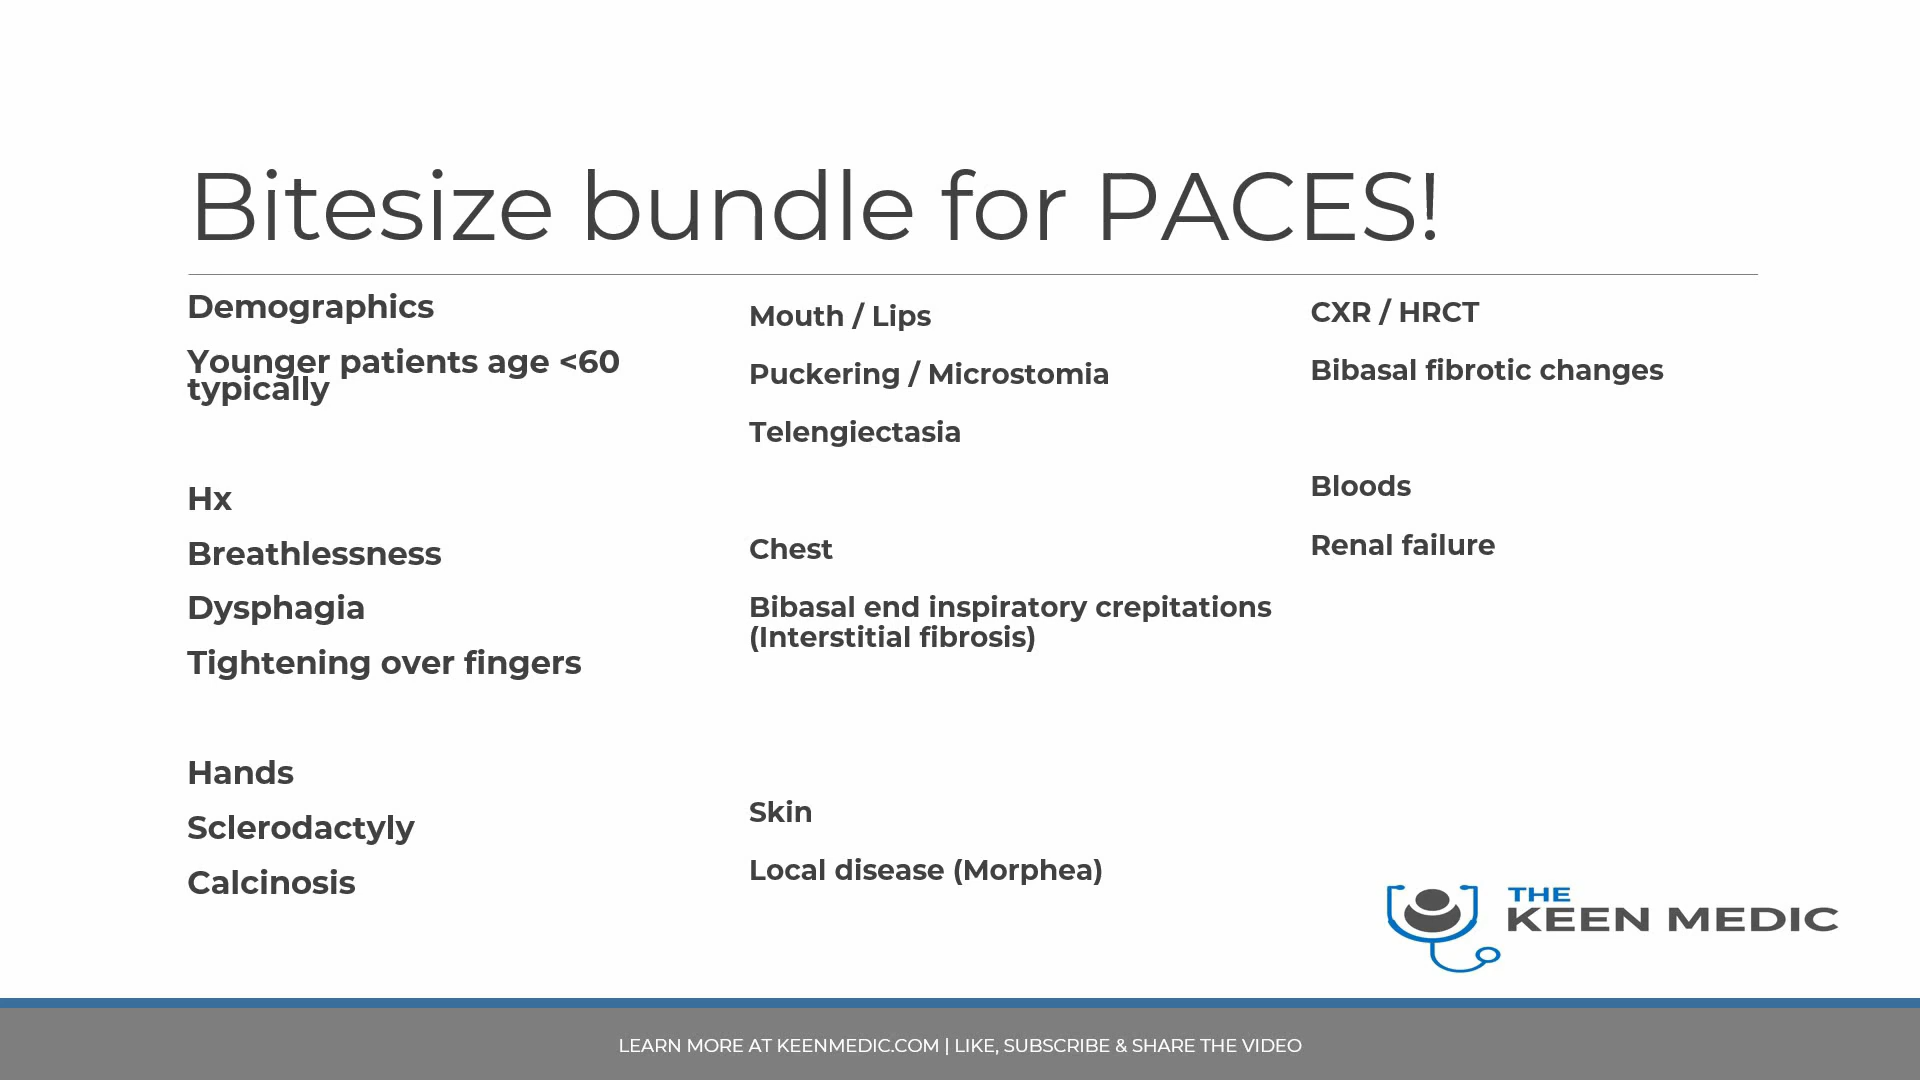 Bitesize bundle for PACES!
Demographics
Younger patients age <60
typically
Hx
Breathlessness
Dysphagia
Tightening over fingers
Hands
Sclerodactyly
Calcinosis
Mouth / Lips
Puckering / Microstomia
Telengiectasia
Chest
Bibasal end inspiratory crepitations
(Interstitial fibrosis)
Skin
Local disease (Morphea)
CXR / HRCT
Bibasal fibrotic changes
Bloods
Renal failure
THE
KEEN MEDIC
LEARN MORE AT KEENMEDIC.COM | LIKE, SUBSCRIBE & SHARE THE VIDEO